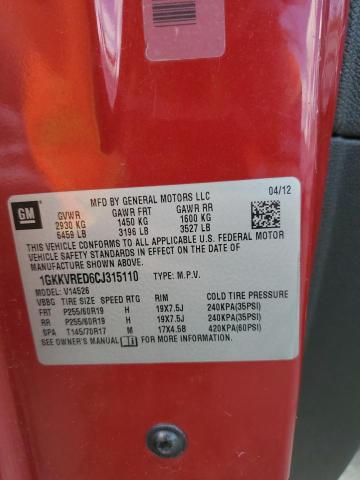 MFD BY GENERAL MOTORS LLC 04/12
GM
GVWR GAWR FRT GAWR RR
2930 KG 1450 KG 1600 KG
6459 LB 3196 LB 3527 LB
THIS VEHICLE CONFORMS TO ALL APPLICABLE U.S. FEDERAL MOTOR
VEHICLE SAFETY STANDARDS IN EFFECT ON THE DATE OF
MANUFACTURE SHOWN ABOVE.
1GKKVRED6CJ315110 TYPE: M.P.V.
MODEL: V14526
VBBG TIRE SIZE SPEED RTG RIM COLD TIRE PRESSURE
FRT P255/60R19 H 19X7.5J 240KPA(35PSI)
RR P255/60R19 H 19X7.5J 240KPA(35PSI)
SPA T145/70R17 M 17X4.5B 420KPA(60PSI)
SEE OWNER'S MANUAL FOR MORE INFORMATION.